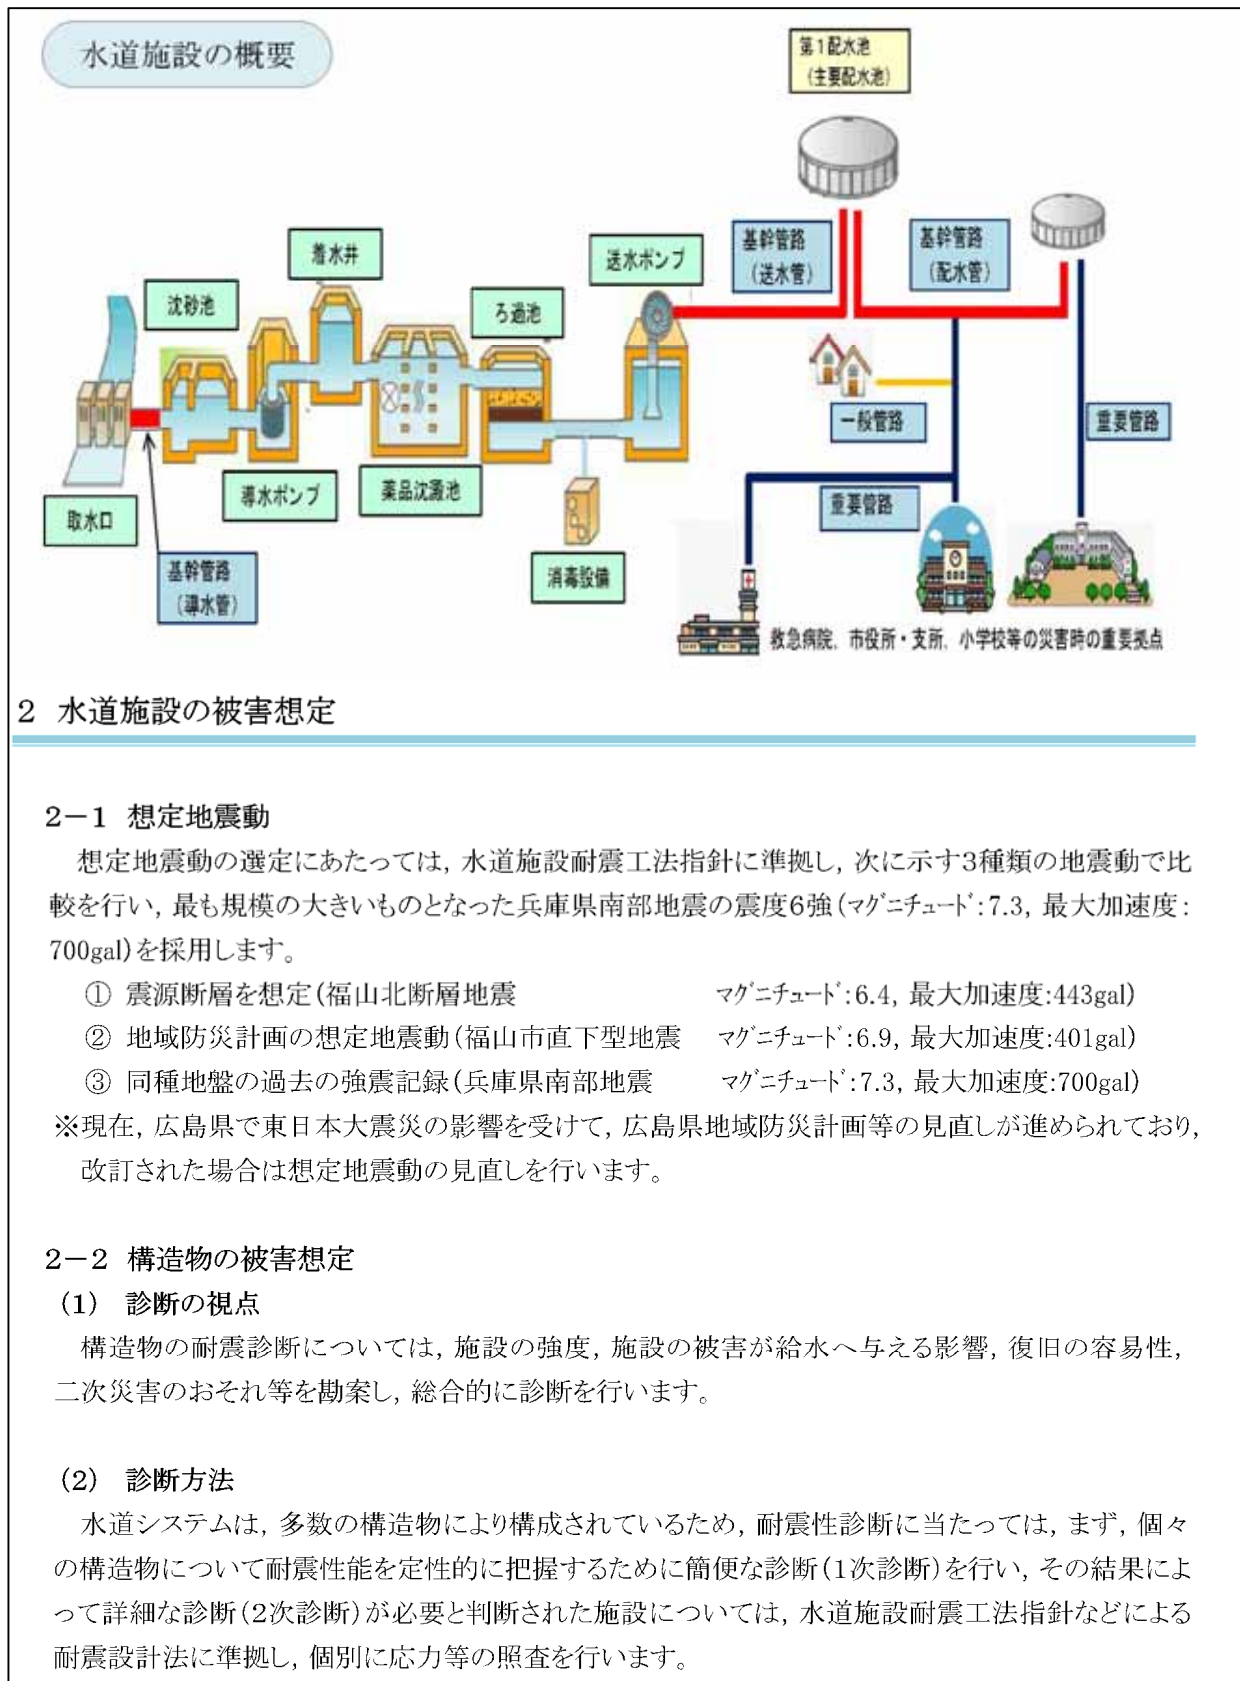 水道施設の概要
第1配水池
（主要配水池）
基幹管路
（送水管）
基幹管路
（配水管）
送水ポンプ
着水井
沈砂池
ろ過池
一般管路
重要管路
導水ポンプ
薬品沈澱池
重要管路
取水口
基幹管路
（導水管）
消毒設備
救急病院、市役所・支所、小学校等の災害時の重要拠点
２ 水道施設の被害想定
２－１ 想定地震動
想定地震動の選定にあたっては，水道施設耐震工法指針に準拠し，次に示す３種類の地震動で比
較を行い，最も規模の大きいものとなった兵庫県南部地震の震度６強（ﾏｸﾞﾆﾁｭｰﾄﾞ：7.3，最大加速度：
700gal）を採用します。
① 震源断層を想定（福山北断層地震 ﾏｸﾞﾆﾁｭｰﾄﾞ：6.4，最大加速度:443gal）
② 地域防災計画の想定地震動（福山市直下型地震 ﾏｸﾞﾆﾁｭｰﾄﾞ：6.9，最大加速度:401gal）
③ 同種地盤の過去の強震記録（兵庫県南部地震 ﾏｸﾞﾆﾁｭｰﾄﾞ：7.3，最大加速度:700gal）
※現在，広島県で東日本大震災の影響を受けて，広島県地域防災計画等の見直しが進められており，
改訂された場合は想定地震動の見直しを行います。
２－２ 構造物の被害想定
（1） 診断の視点
構造物の耐震診断については，施設の強度，施設の被害が給水へ与える影響，復旧の容易性，
二次災害のおそれ等を勘案し，総合的に診断を行います。
（2） 診断方法
水道システムは，多数の構造物により構成されているため，耐震性診断に当たっては，まず，個々
の構造物について耐震性能を定性的に把握するために簡便な診断（１次診断）を行い，その結果によ
って詳細な診断（２次診断）が必要と判断された施設については，水道施設耐震工法指針などによる
耐震設計法に準拠し，個別に応力等の照査を行います。